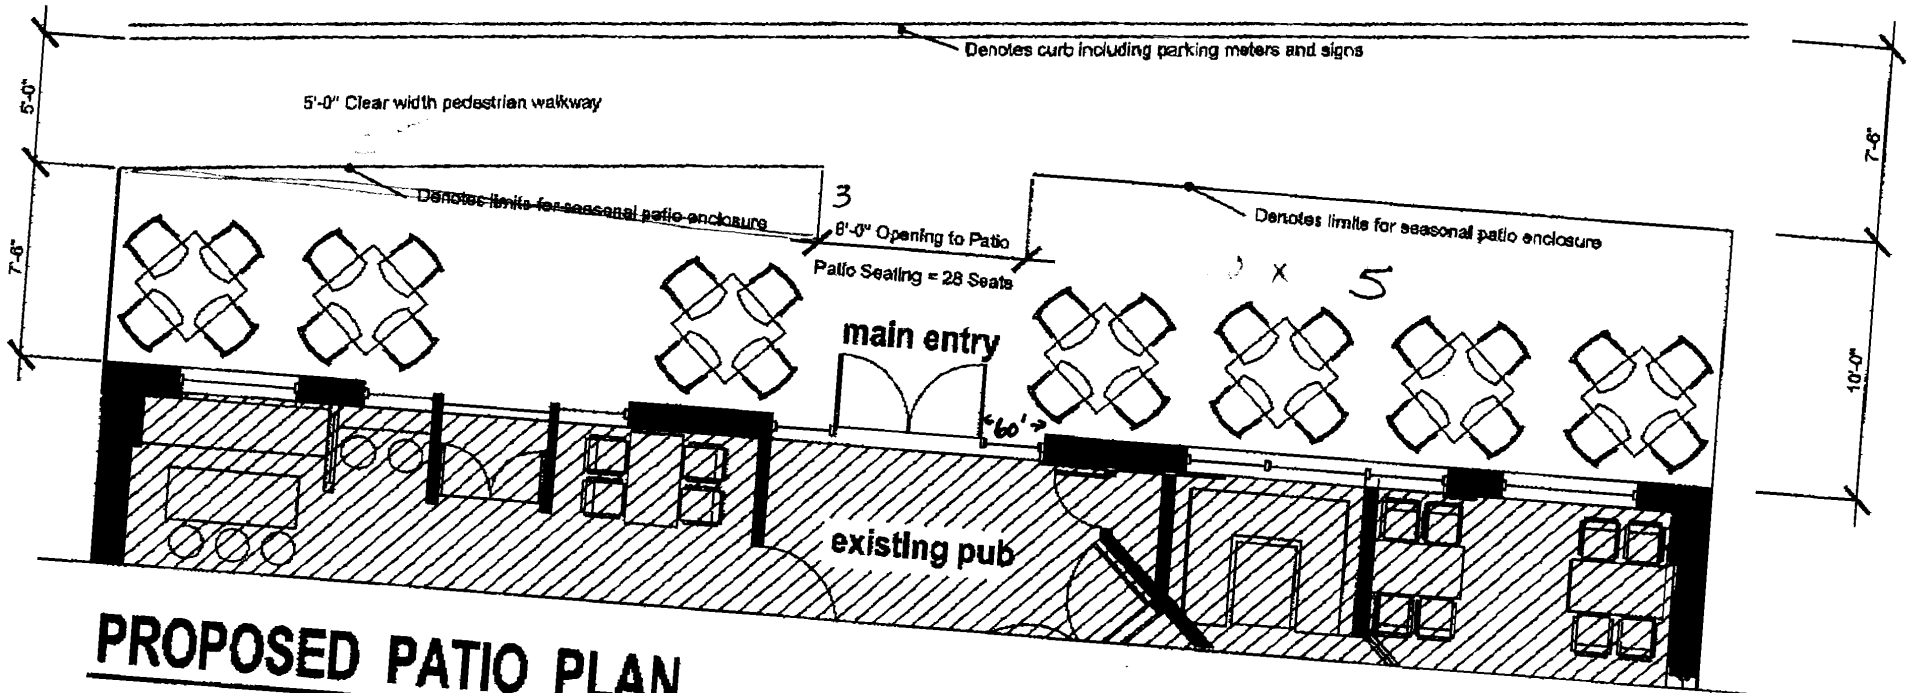 Denotes curb including parking meters and signs
5'-0"
5'-0" Clear width pedestrian walkway
7'-6"
Denotes limits for seasonal patio enclosure
3
6'-0" Opening to Patio
Denotes limits for seasonal patio enclosure
7'-6"
Patio Seating = 28 Seats
x 5
main entry
10'-0"
"60'"
existing pub
PROPOSED PATIO PLAN